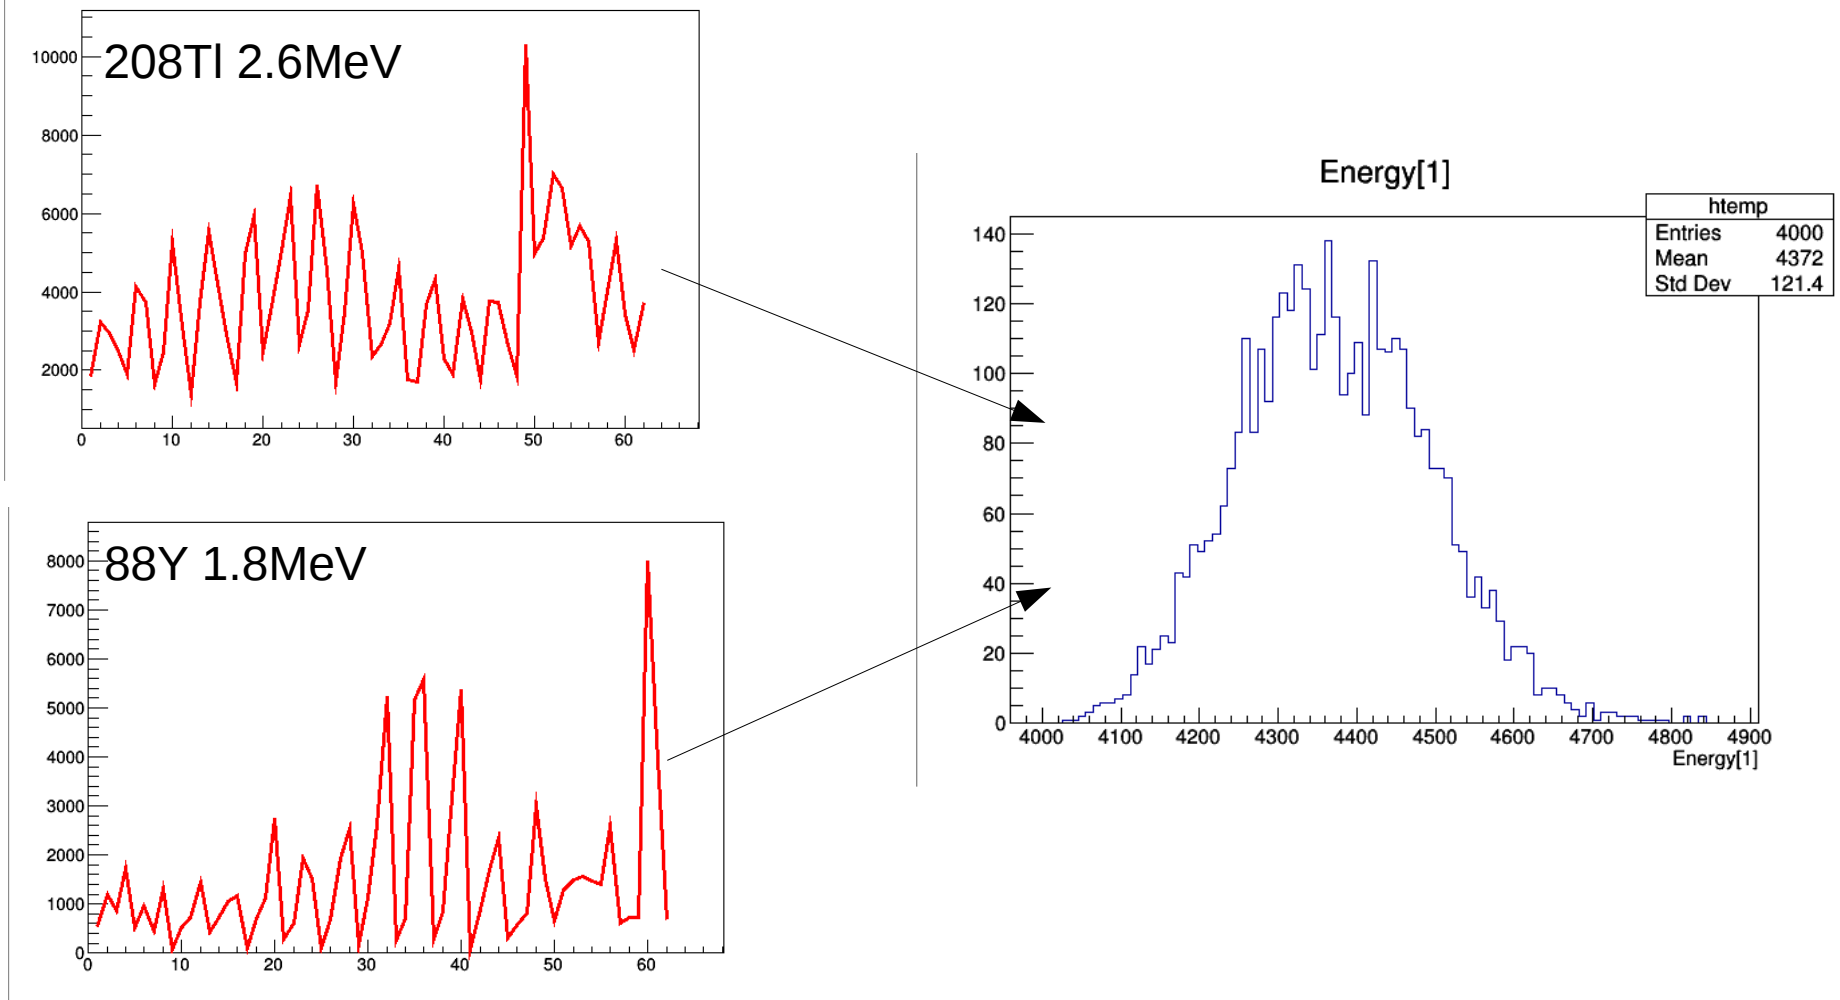 208Tl 2.6MeV
10000
8000
6000
4000
2000
0 10 20 30 40 50 60
88Y 1.8MeV
8000
7000
6000
5000
4000
3000
2000
1000
0
0 10 20 30 40 50 60
Energy[1]
htemp
Entries 4000
Mean 4372
Std Dev 121.4
140
120
100
80
60
40
20
0
4000 4100 4200 4300 4400 4500 4600 4700 4800 4900
Energy[1]